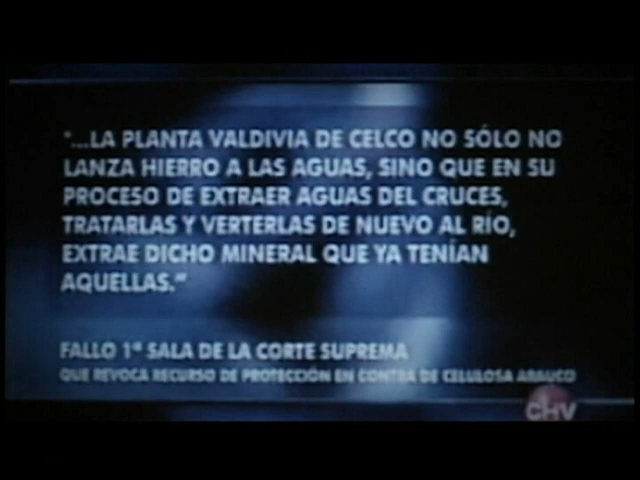 "...LA PLANTA VALDIVIA DE CELCO NO SÓLO NO
LANZA HIERRO A LAS AGUAS, SINO QUE EN SU
PROCESO DE EXTRAER AGUAS DEL CRUCES,
TRATARLAS Y VERTERLAS DE NUEVO AL RÍO,
EXTRAE DICHO MINERAL QUE YA TENÍAN
AQUELLAS."
FALLO 1ª SALA DE LA CORTE SUPREMA
QUE REVOCA RECURSO DE PROTECCIÓN EN CONTRA DE CELULOSA ARAUCO
CHV